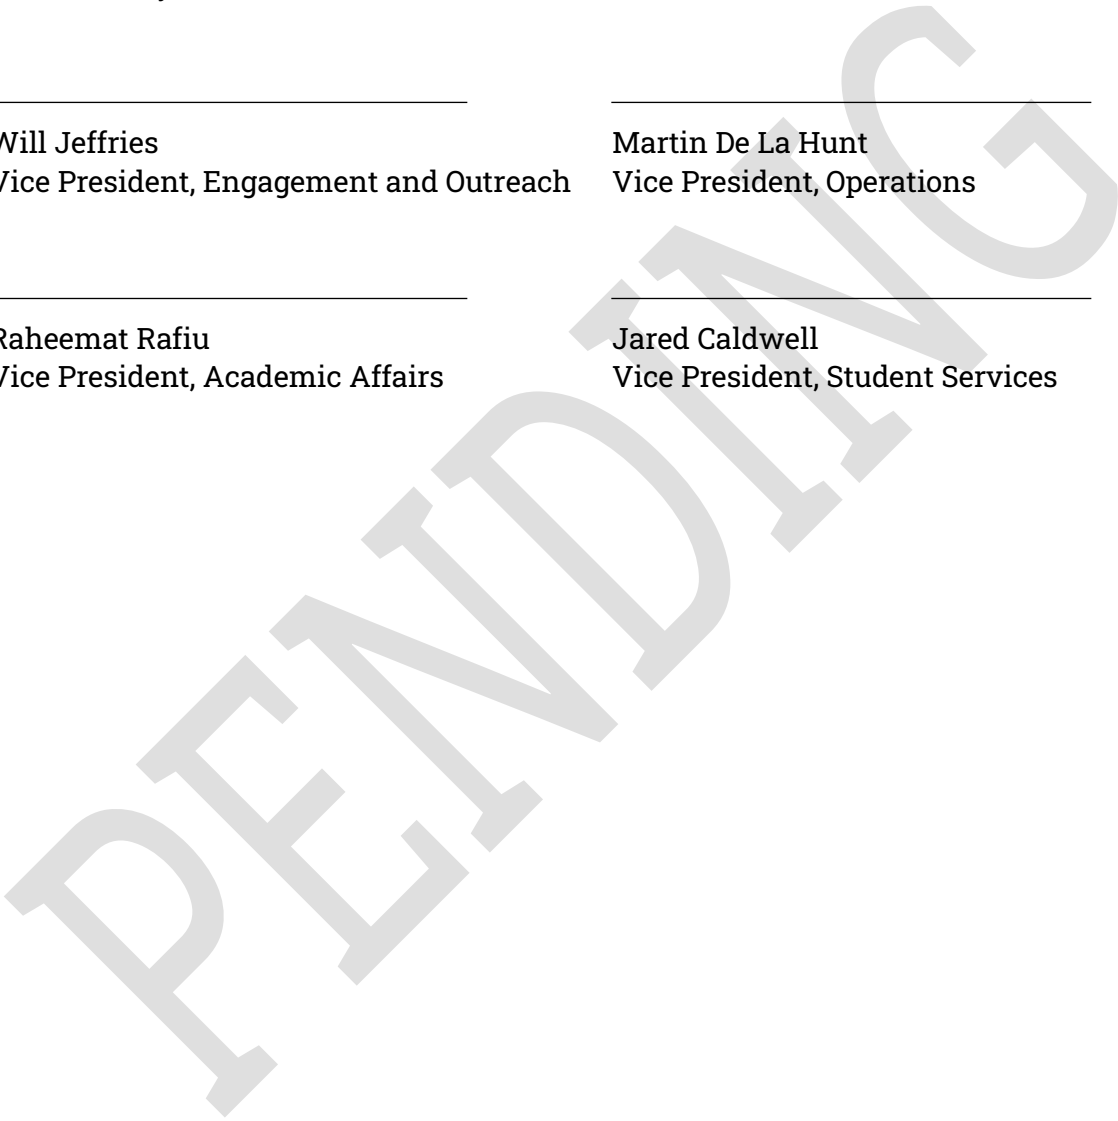 Will Jeffries
Vice President, Engagement and Outreach
Martin De La Hunt
Vice President, Operations
Raheemat Rafiu
Vice President, Academic Affairs
Jared Caldwell
Vice President, Student Services
PENDING